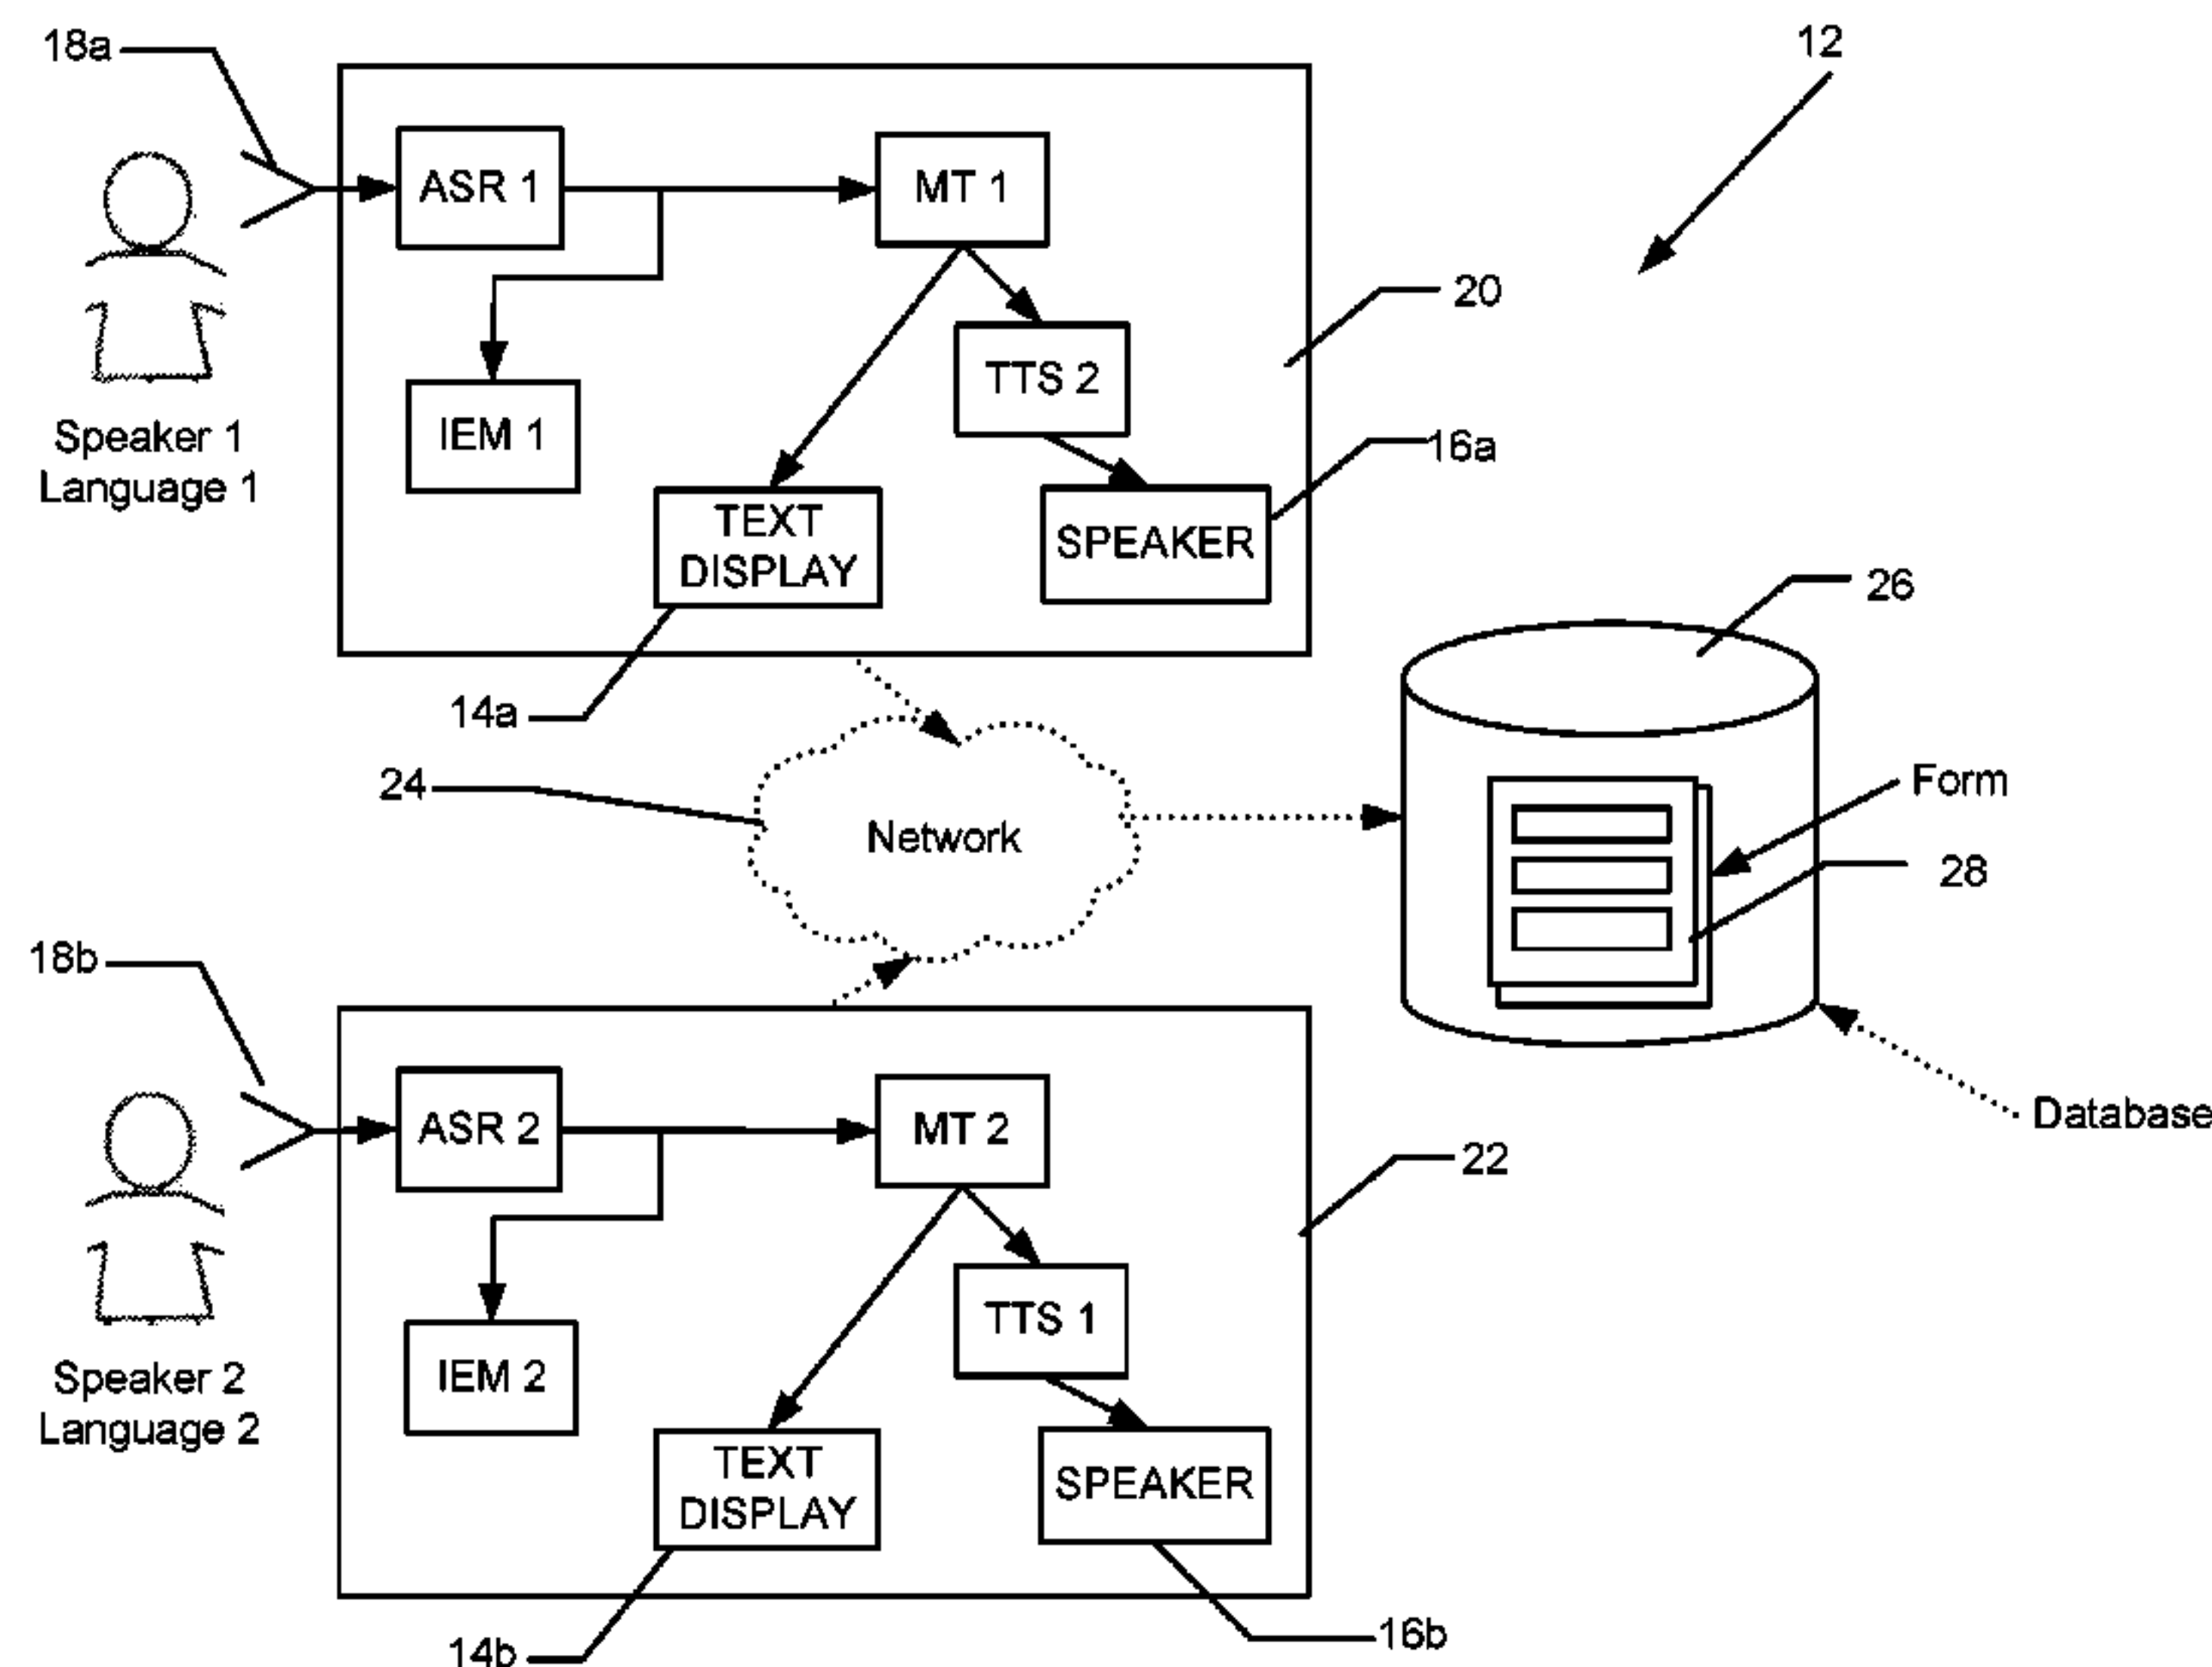 18a
12
ASR 1
MT 1
20
TTS 2
IEM 1
Speaker 1
Language 1
16a
TEXT
DISPLAY
SPEAKER
26
14a
24
Network
Form
28
18b
Database
ASR 2
MT 2
22
TTS 1
IEM 2
Speaker 2
Language 2
TEXT
DISPLAY
SPEAKER
14b
16b